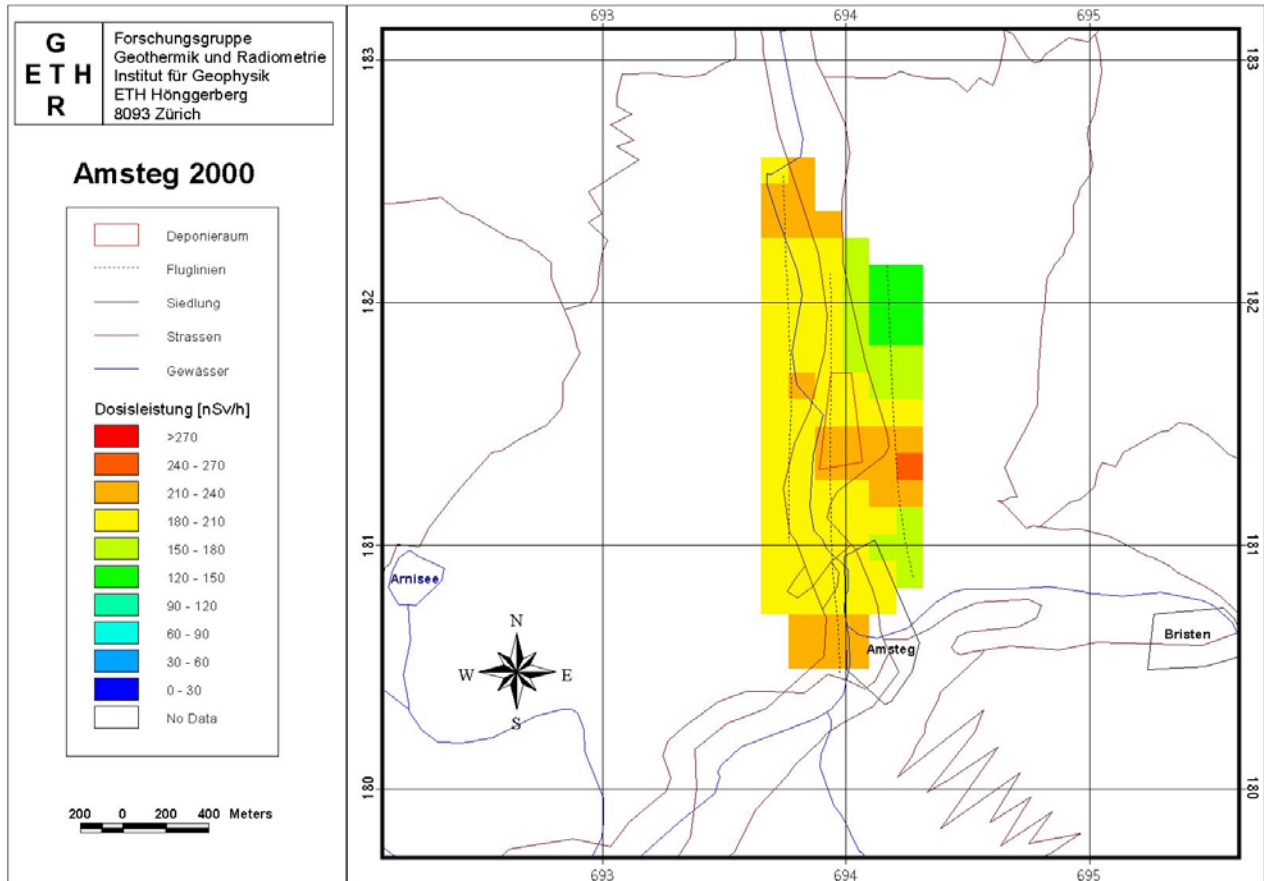 G
E T H
R
Forschungsgruppe
Geothermik und Radiometrie
Institut für Geophysik
ETH Hönggerberg
8093 Zürich
Amsteg 2000
Deponieraum
Fluglinien
Siedlung
Strassen
Gewässer
Dosisleistung [nSv/h]
>270
240 - 270
210 - 240
180 - 210
150 - 180
120 - 150
90 - 120
60 - 90
30 - 60
0 - 30
No Data
200 0 200 400 Meters
693 694 695
183 183
182 182
181 181
Arnisee
N
W E
S
Amsteg
Bristen
180 180
693 694 695